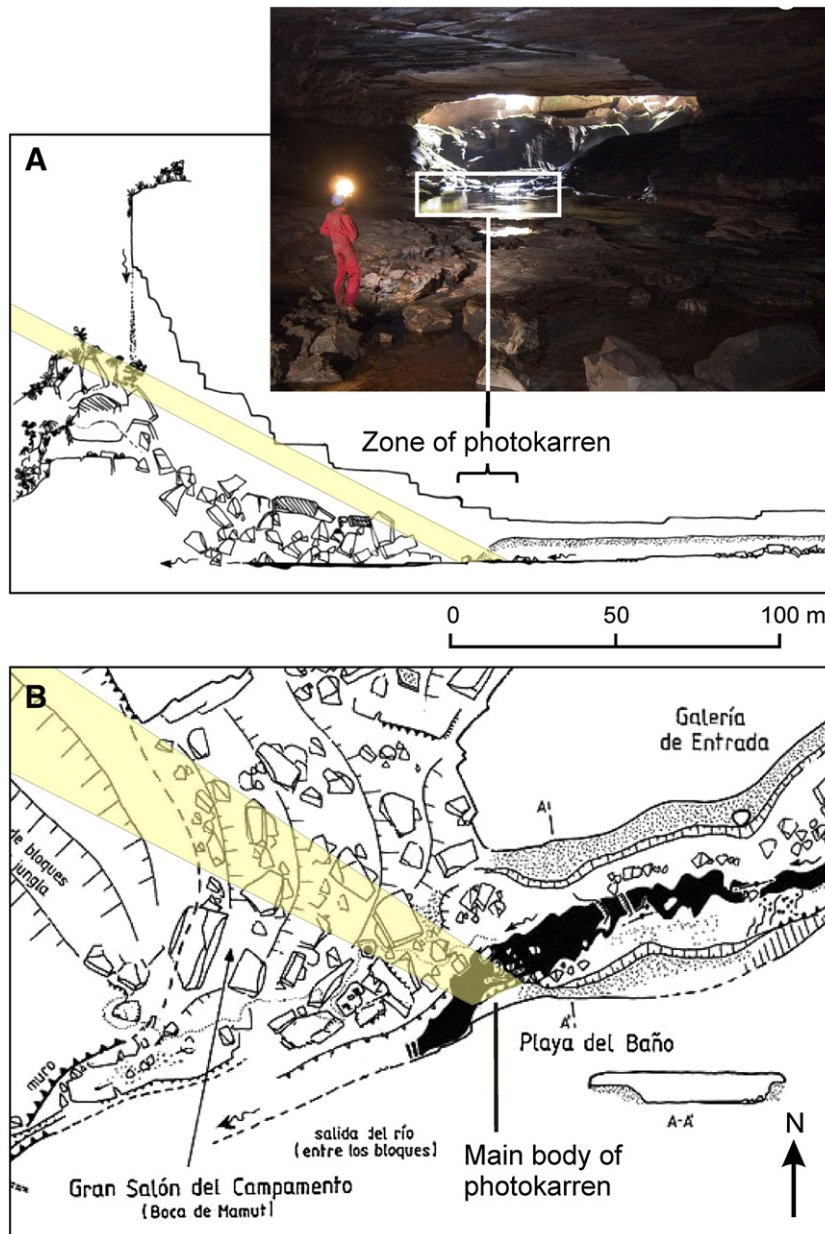 A
Zone of photokarren
0 50 100 m
B
Galería
de Entrada
A
de bloques
jungla
A
Playa del Baño
muro
A-A'
N
salida del río
(entre los bloques)
Main body of
photokarren
Gran Salón del Campamento
(Boca de Mamut)